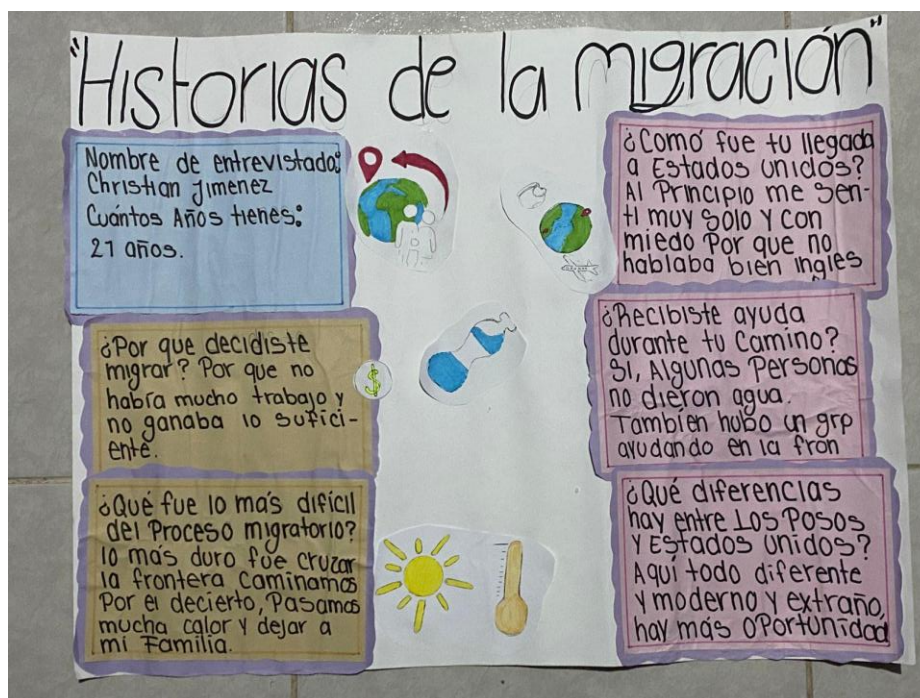 "Historias de la migración"
Nombre de entrevistado:
Christian Jimenez
Cuántos Años tienes:
21 años.
¿Por que decidiste
migrar? Por que no
había mucho trabajo y
no ganaba lo sufici-
ente.
$
¿Qué fue lo más difícil
del Proceso migratorio?
lo más duro fue cruzar
la frontera Caminamos
Por el decierto, Pasamos
mucha calor y dejar a
mi Familia.
¿Comó fue tu llegada
a Estados Unidos?
Al Principio me sen-
tí muy solo y con
miedo Por que no
hablaba bien ingles
¿Recibiste ayuda
durante tu Camino?
SI, Algunas Personas
no dieron agua.
También hubo un grp
ayudando en la fron
¿Qué diferencias
hay entre Los Posos
Y Estados Unidos?
Aquí todo diferente
y moderno y extraño,
hay más oportunidad